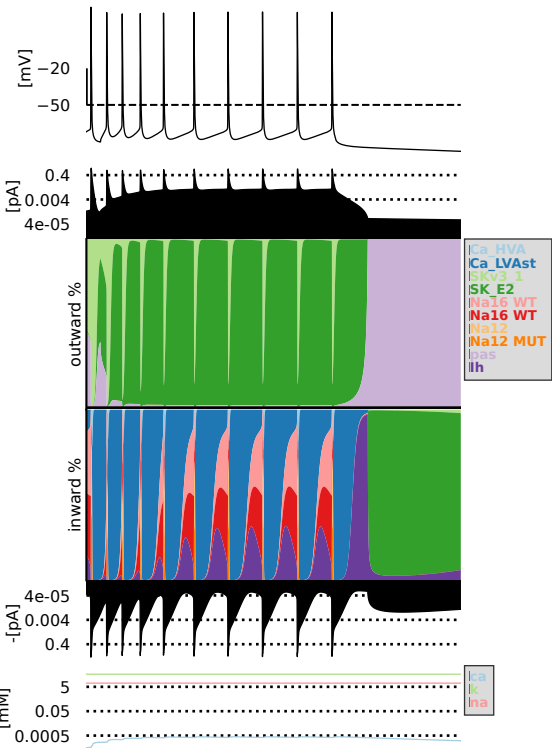 [mV]
−20
−50
[pA]
0.4
0.004
4e-05
outward %
Ca_HVA
Ca_LVAst
SKv3_1
SK_E2
Na16 WT
Na16 WT
Na12
Na12 MUT
pas
Ih
inward %
-[pA]
4e-05
0.004
0.4
[mM]
5
0.05
0.0005
ca
k
na